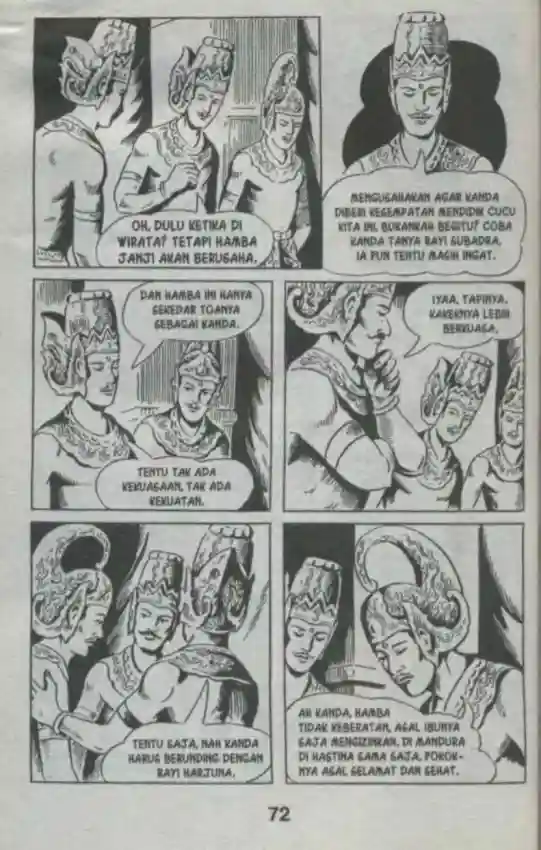 OH, DULU KETIKA DI
WIRATA? TETAPI HAMBA
JANJI AKAN BERUSAHA.
MENGUSAHAKAN AGAR KANDA
DIBERI KESEMPATAN MENDIDIK CUCU
KITA INI. BUKANKAH BEGITU? COBA
KANDA TANYA RAYI SUBADRA,
IA PUN TENTU MASIH INGAT.
DAN HAMBA INI HANYA
SEKEDAR TOANYA
SEBAGAI KANDA.
TENTU TAK ADA
KEKUASAAN, TAK ADA
KEKUATAN.
IYAA, TAPINYA.
KAKEKNYA LEBIH
BERKUASA.
TENTU SAJA, NAH KANDA
HARUS BERUNDING DENGAN
RAYI HARJUNA.
AH KANDA, HAMBA
TIDAK KEBERATAN, ASAL IBUNYA
SAJA MENGIZINKAN. DI MANDURA
DI HASTINA SAMA SAJA, POKOK-
NYA ASAL SELAMAT DAN SEHAT.
72